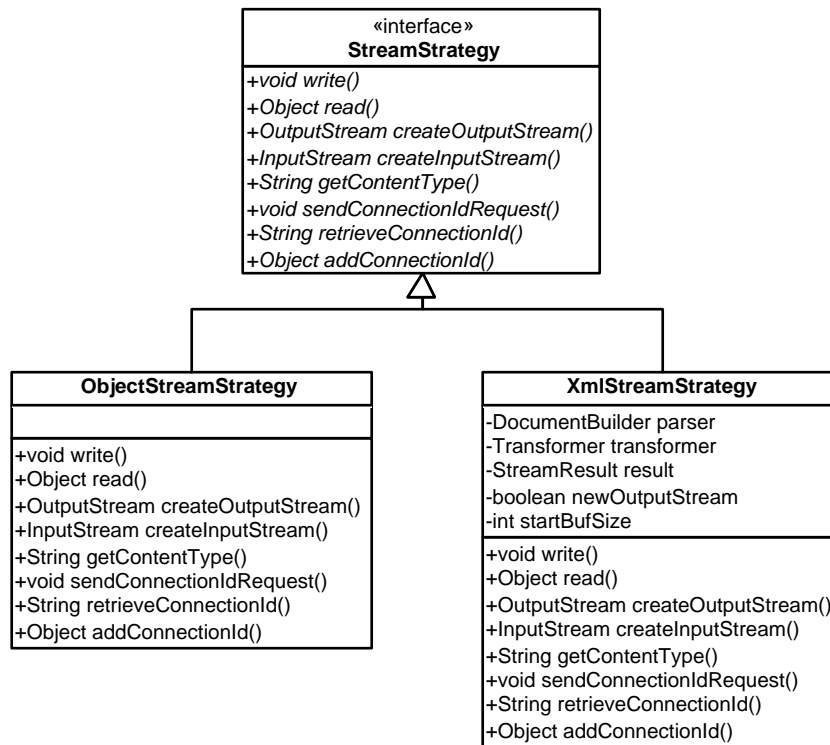 «interface»
StreamStrategy
+void write()
+Object read()
+OutputStream createOutputStream()
+InputStream createInputStream()
+String getContentType()
+void sendConnectionIdRequest()
+String retrieveConnectionId()
+Object addConnectionId()
ObjectStreamStrategy
+void write()
+Object read()
+OutputStream createOutputStream()
+InputStream createInputStream()
+String getContentType()
+void sendConnectionIdRequest()
+String retrieveConnectionId()
+Object addConnectionId()
XmlStreamStrategy
-DocumentBuilder parser
-Transformer transformer
-StreamResult result
-boolean newOutputStream
-int startBufSize
+void write()
+Object read()
+OutputStream createOutputStream()
+InputStream createInputStream()
+String getContentType()
+void sendConnectionIdRequest()
+String retrieveConnectionId()
+Object addConnectionId()